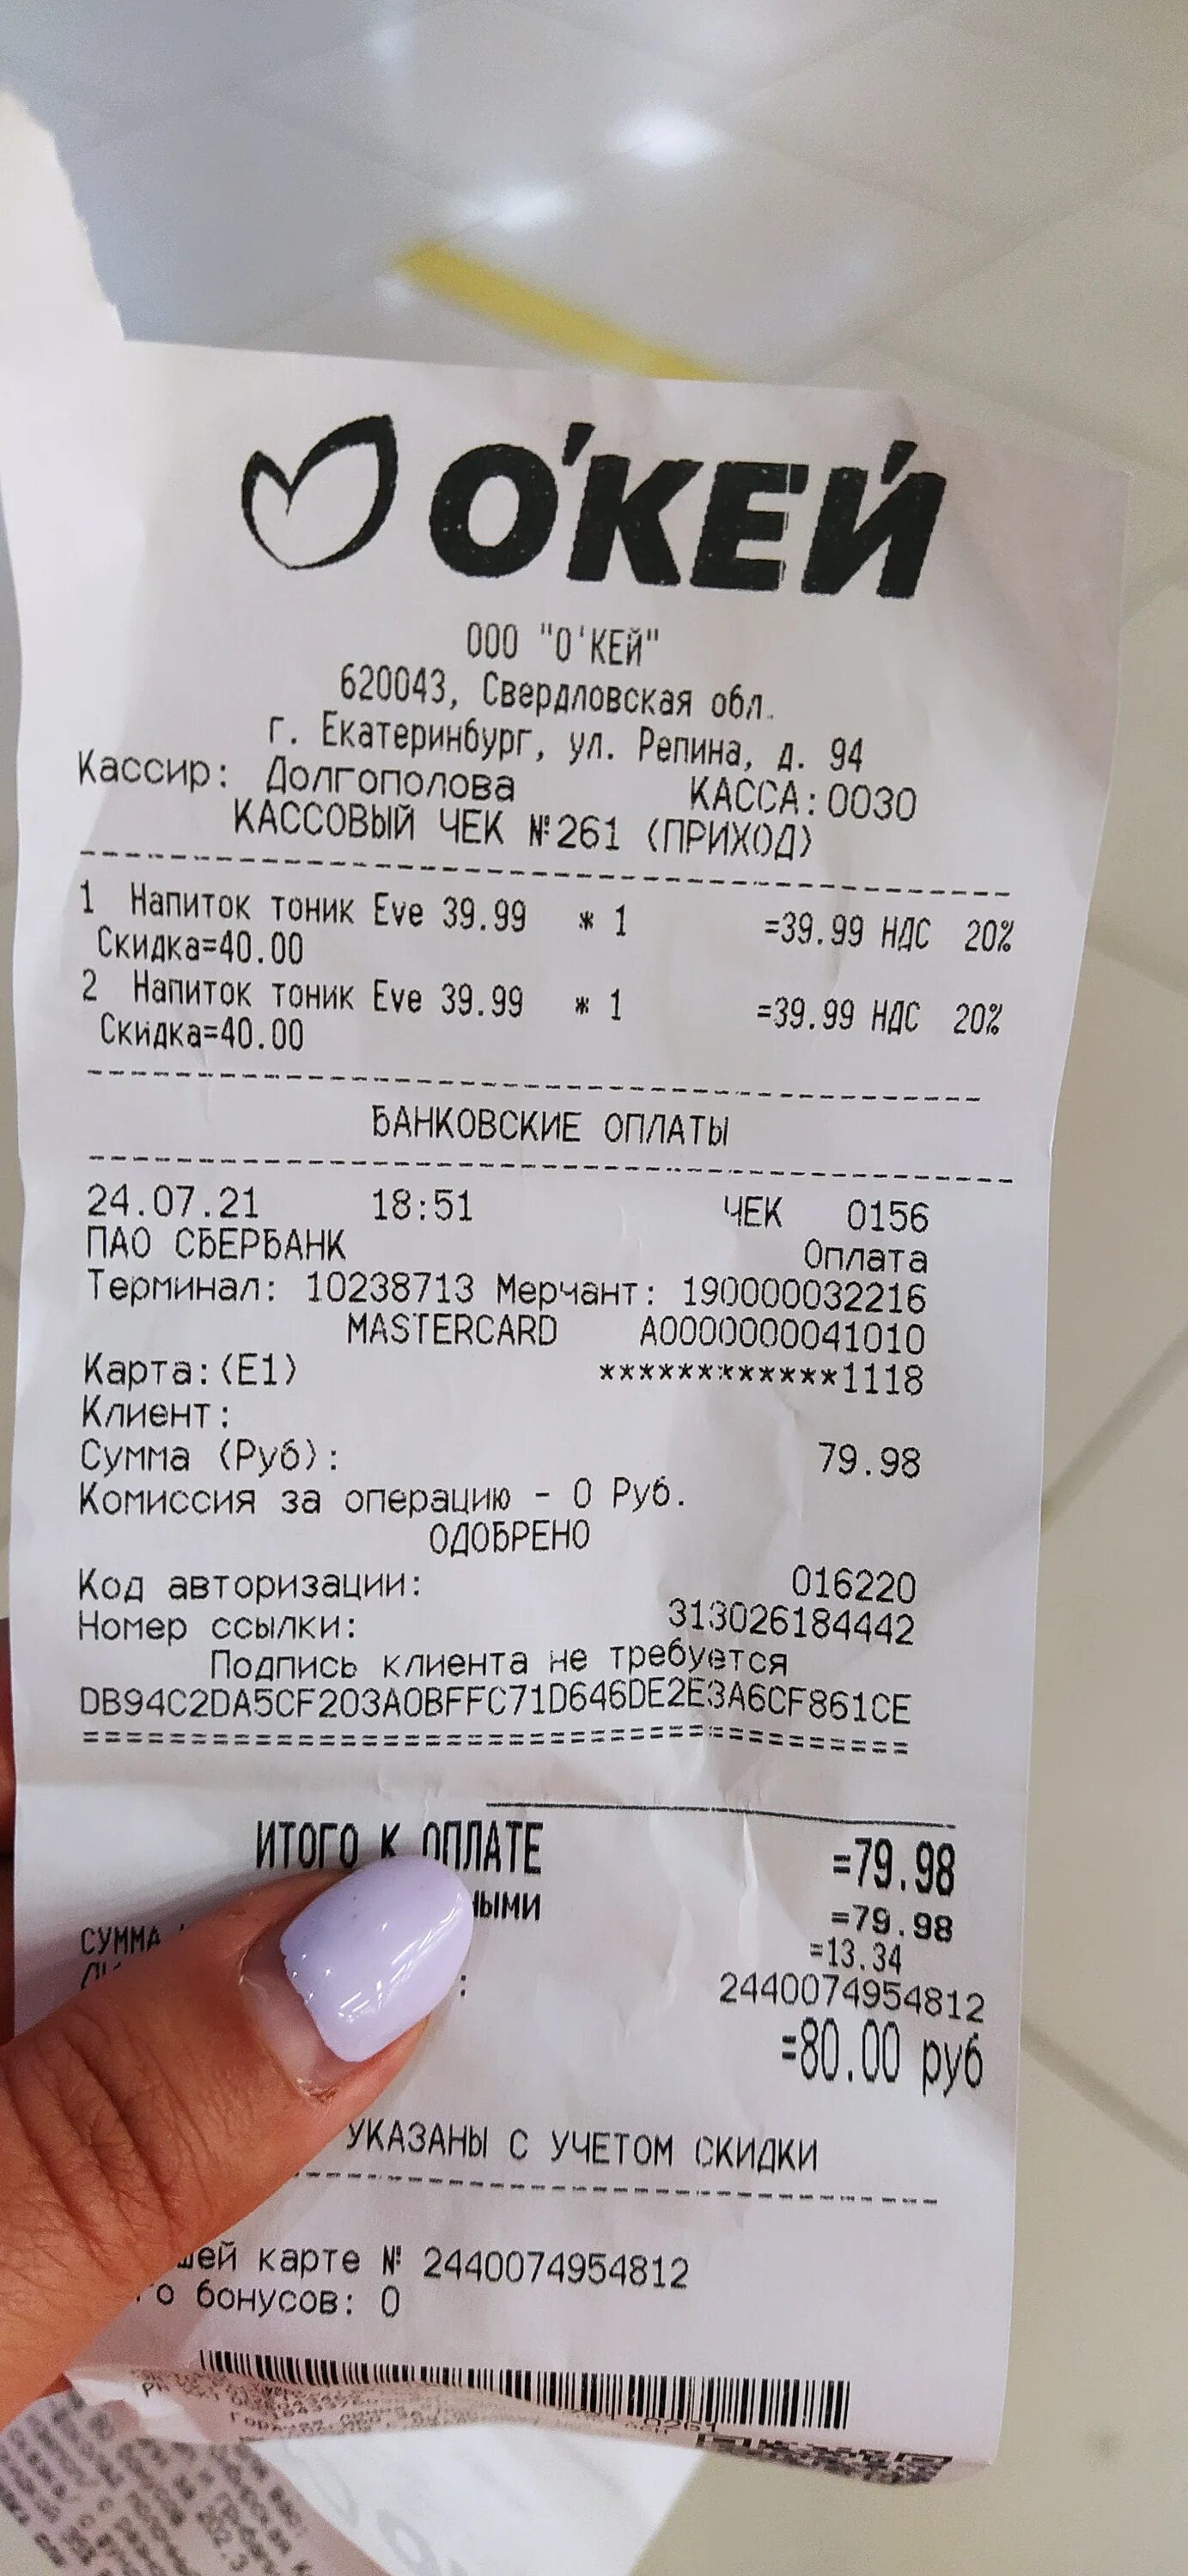 О'КЕЙ
ООО "О'КЕЙ"
620043, Свердловская обл.
г. Екатеринбург, ул. Репина, д. 94
Кассир: Долгополова КАССА:0030
КАССОВЫЙ ЧЕК №261 (ПРИХОД)
1 Напиток тоник Eve 39.99 * 1 =39.99 НДС 20%
Скидка=40.00
2 Напиток тоник Eve 39.99 * 1 =39.99 НДС 20%
Скидка=40.00
БАНКОВСКИЕ ОПЛАТЫ
24.07.21 18:51 ЧЕК 0156
ПАО СБЕРБАНК Оплата
Терминал: 10238713 Мерчант: 190000032216
MASTERCARD A0000000041010
Карта:(E1) ************1118
Клиент:
Сумма (Руб): 79.98
Комиссия за операцию - 0 Руб.
ОДОБРЕНО
Код авторизации: 016220
Номер ссылки: 313026184442
Подпись клиента не требуется
DB94C2DA5CF203A0BFFC71D646DE2E3A6CF861CE
ИТОГО К ОПЛАТЕ =79.98
ными =79.98
СУММА =13.34
: 2440074954812
=80.00 руб
УКАЗАНЫ С УЧЕТОМ СКИДКИ
шей карте № 2440074954812
го бонусов: 0